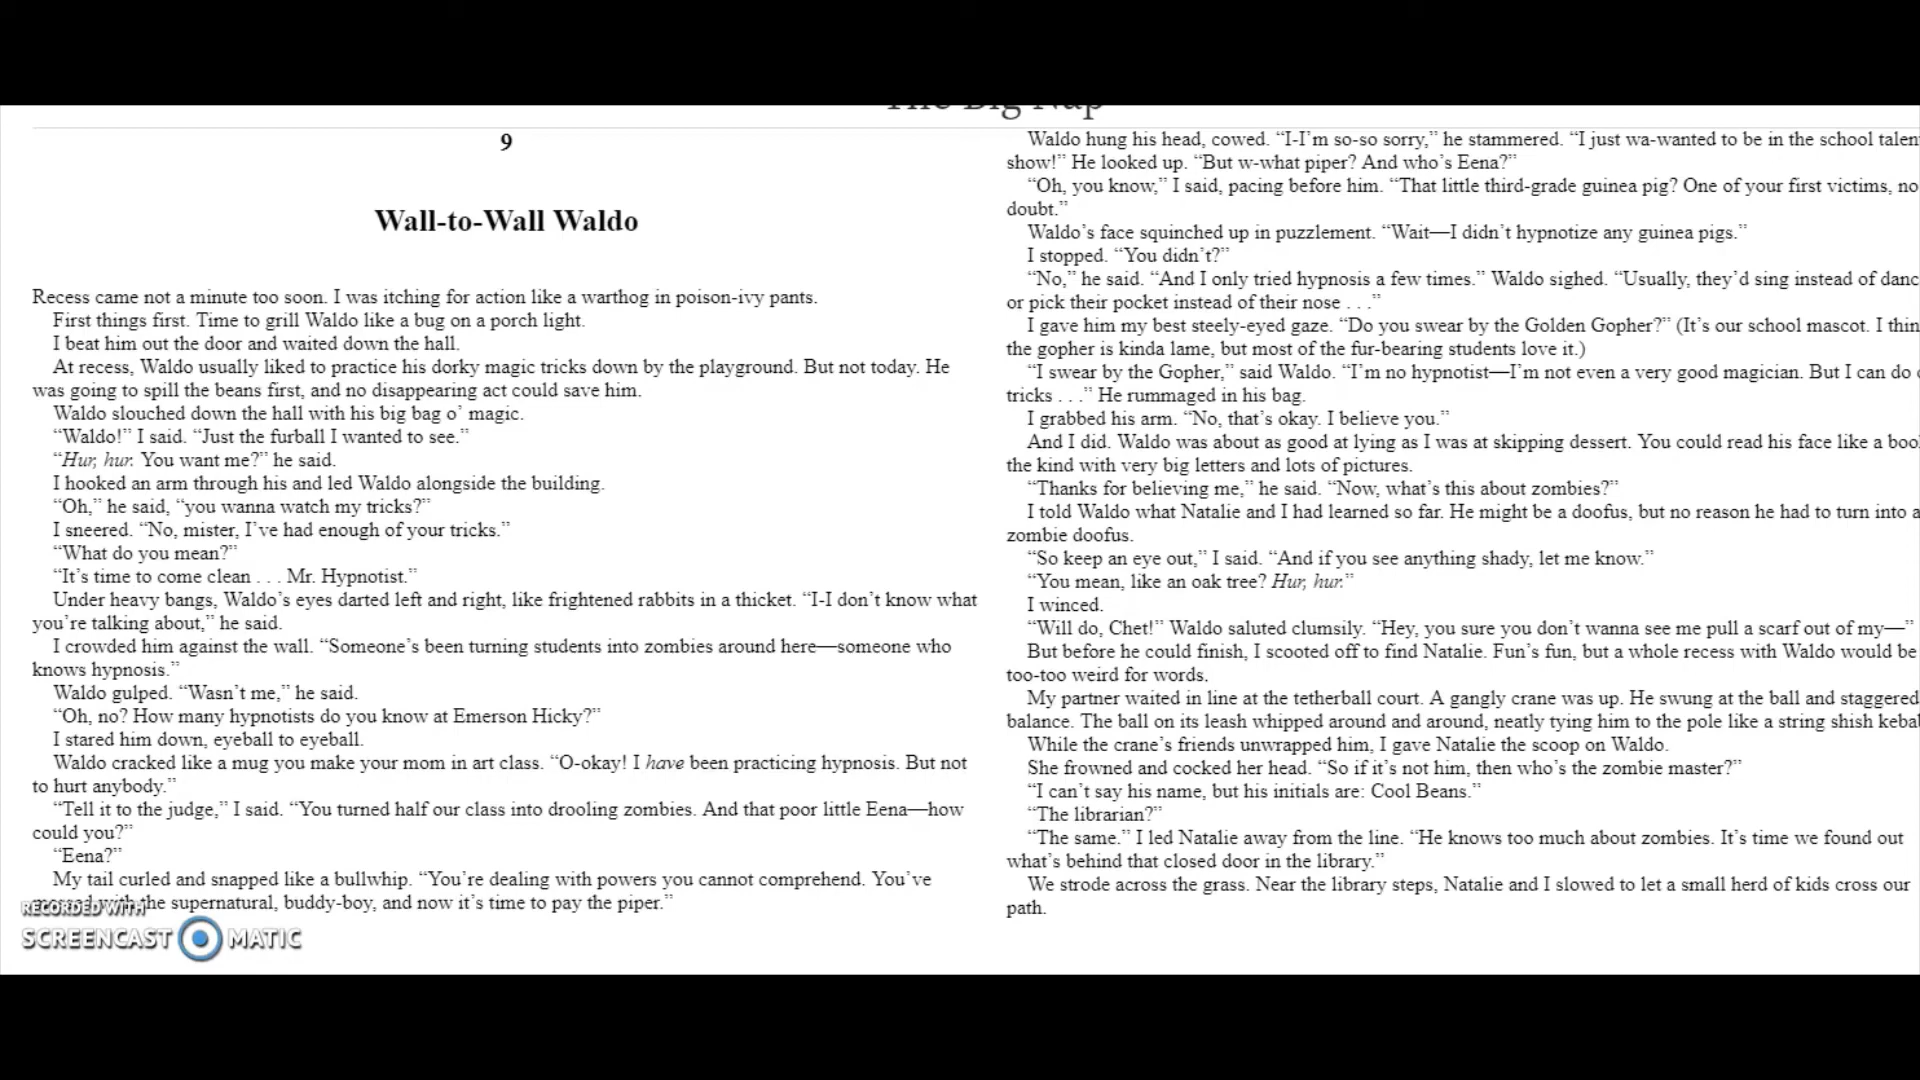 The Big Nap
9
Wall-to-Wall Waldo
Recess came not a minute too soon. I was itching for action like a warthog in poison-ivy pants.
First things first. Time to grill Waldo like a bug on a porch light.
I beat him out the door and waited down the hall.
At recess, Waldo usually liked to practice his dorky magic tricks down by the playground. But not today. He
was going to spill the beans first, and no disappearing act could save him.
Waldo slouched down the hall with his big bag o’ magic.
“Waldo!” I said. “Just the furball I wanted to see.”
“Hur, hur. You want me?” he said.
I hooked an arm through his and led Waldo alongside the building.
“Oh,” he said, “you wanna watch my tricks?”
I sneered. “No, mister, I’ve had enough of your tricks.”
“What do you mean?”
“It’s time to come clean . . . Mr. Hypnotist.”
Under heavy bangs, Waldo’s eyes darted left and right, like frightened rabbits in a thicket. “I-I don’t know what
you’re talking about,” he said.
I crowded him against the wall. “Someone’s been turning students into zombies around here—someone who
knows hypnosis.”
Waldo gulped. “Wasn’t me,” he said.
“Oh, no? How many hypnotists do you know at Emerson Hicky?”
I stared him down, eyeball to eyeball.
Waldo cracked like a mug you make your mom in art class. “O-okay! I have been practicing hypnosis. But not
to hurt anybody.”
“Tell it to the judge,” I said. “You turned half our class into drooling zombies. And that poor little Eena—how
could you?”
“Eena?”
My tail curled and snapped like a bullwhip. “You’re dealing with powers you cannot comprehend. You’ve
the supernatural, buddy-boy, and now it’s time to pay the piper.”
Waldo hung his head, cowed. “I-I’m so-so sorry,” he stammered. “I just wa-wanted to be in the school talen
show!” He looked up. “But w-what piper? And who’s Eena?”
“Oh, you know,” I said, pacing before him. “That little third-grade guinea pig? One of your first victims, no
doubt.”
Waldo’s face squinched up in puzzlement. “Wait—I didn’t hypnotize any guinea pigs.”
I stopped. “You didn’t?”
“No,” he said. “And I only tried hypnosis a few times.” Waldo sighed. “Usually, they’d sing instead of danc
or pick their pocket instead of their nose . . .”
I gave him my best steely-eyed gaze. “Do you swear by the Golden Gopher?” (It’s our school mascot. I thin
the gopher is kinda lame, but most of the fur-bearing students love it.)
“I swear by the Gopher,” said Waldo. “I’m no hypnotist—I’m not even a very good magician. But I can do
tricks . . .” He rummaged in his bag.
I grabbed his arm. “No, that’s okay. I believe you.”
And I did. Waldo was about as good at lying as I was at skipping dessert. You could read his face like a boo
the kind with very big letters and lots of pictures.
“Thanks for believing me,” he said. “Now, what’s this about zombies?”
I told Waldo what Natalie and I had learned so far. He might be a doofus, but no reason he had to turn into a
zombie doofus.
“So keep an eye out,” I said. “And if you see anything shady, let me know.”
“You mean, like an oak tree? Hur, hur.”
I winced.
“Will do, Chet!” Waldo saluted clumsily. “Hey, you sure you don’t wanna see me pull a scarf out of my—”
But before he could finish, I scooted off to find Natalie. Fun’s fun, but a whole recess with Waldo would be
too-too weird for words.
My partner waited in line at the tetherball court. A gangly crane was up. He swung at the ball and staggered
balance. The ball on its leash whipped around and around, neatly tying him to the pole like a string shish keba
While the crane’s friends unwrapped him, I gave Natalie the scoop on Waldo.
She frowned and cocked her head. “So if it’s not him, then who’s the zombie master?”
“I can’t say his name, but his initials are: Cool Beans.”
“The librarian?”
“The same.” I led Natalie away from the line. “He knows too much about zombies. It’s time we found out
what’s behind that closed door in the library.”
We strode across the grass. Near the library steps, Natalie and I slowed to let a small herd of kids cross our
path.
RECORDED WITH
SCREENCAST MATIC